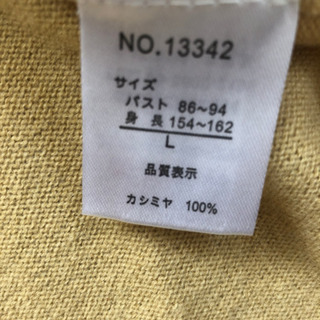 NO.13342
サイズ
バスト 86~94
身 長 154~162
L
品質表示
カシミヤ 100%